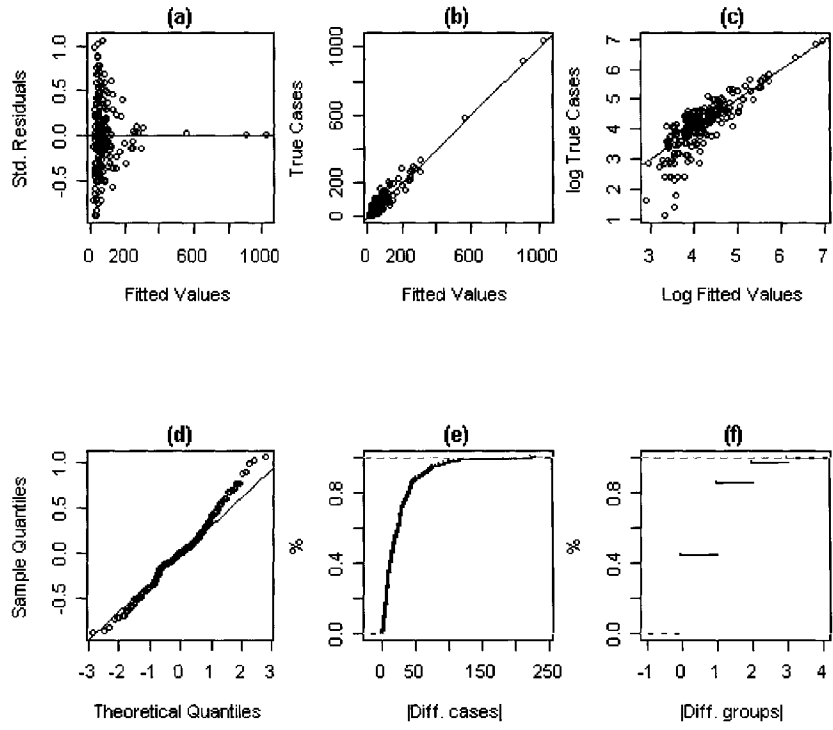 (a)
Std. Residuals
1.0
0.5
0.0
-0.5
0 200 600 1000
Fitted Values
(b)
True Cases
1000
600
200
0
0 200 600 1000
Fitted Values
(c)
log True Cases
7
6
5
4
3
2
1
3 4 5 6 7
Log Fitted Values
(d)
Sample Quantiles
1.0
0.5
0.0
-0.5
-3 -2 -1 0 1 2 3
Theoretical Quantiles
(e)
%
0.8
0.4
0.0
0 50 150 250
|Diff. cases|
(f)
%
0.8
0.4
0.0
-1 0 1 2 3 4
|Diff. groups|